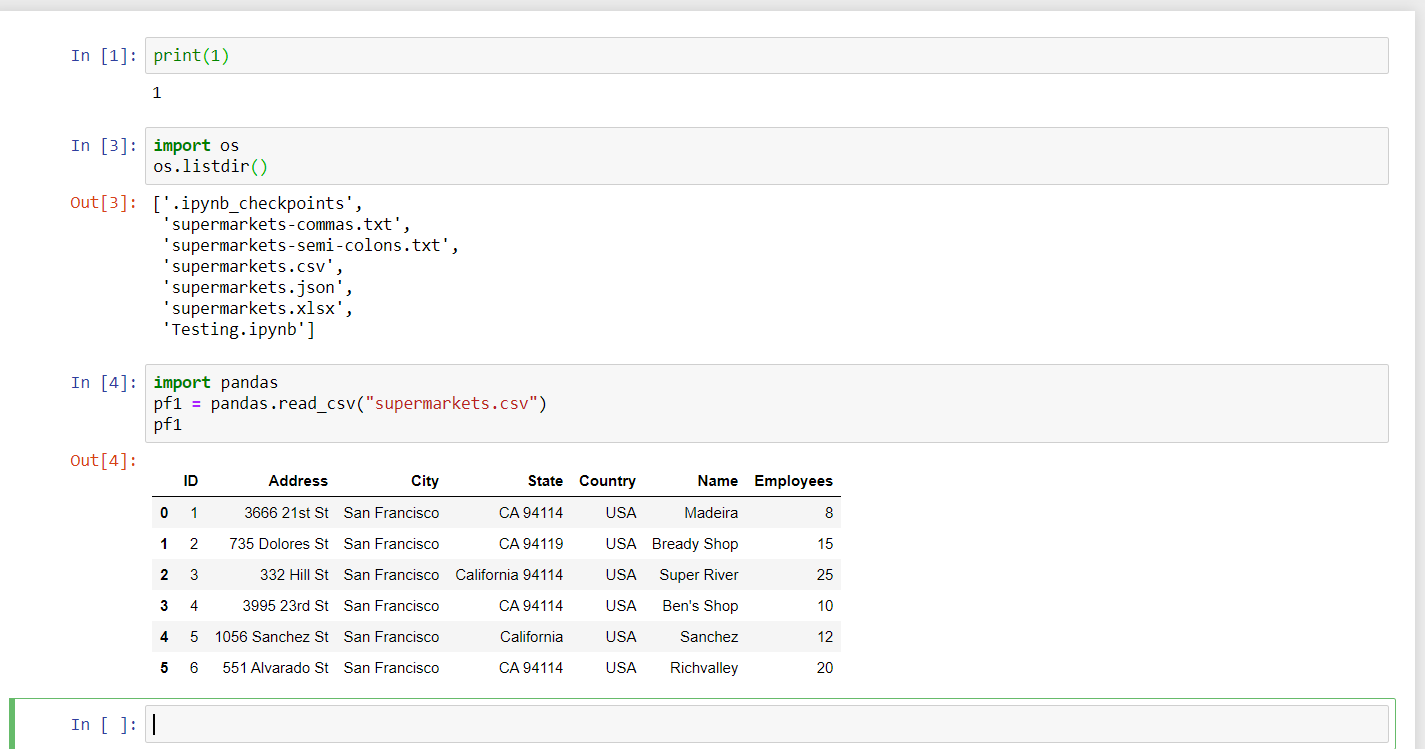 In [1]: print(1)
1
In [3]: import os
os.listdir()
Out[3]: ['.ipynb_checkpoints',
'supermarkets-commas.txt',
'supermarkets-semi-colons.txt',
'supermarkets.csv',
'supermarkets.json',
'supermarkets.xlsx',
'Testing.ipynb']
In [4]: import pandas
pf1 = pandas.read_csv("supermarkets.csv")
pf1
Out[4]:
ID Address City State Country Name Employees
0 1 3666 21st St San Francisco CA 94114 USA Madeira 8
1 2 735 Dolores St San Francisco CA 94119 USA Bready Shop 15
2 3 332 Hill St San Francisco California 94114 USA Super River 25
3 4 3995 23rd St San Francisco CA 94114 USA Ben's Shop 10
4 5 1056 Sanchez St San Francisco California USA Sanchez 12
5 6 551 Alvarado St San Francisco CA 94114 USA Richvalley 20
In [ ]: